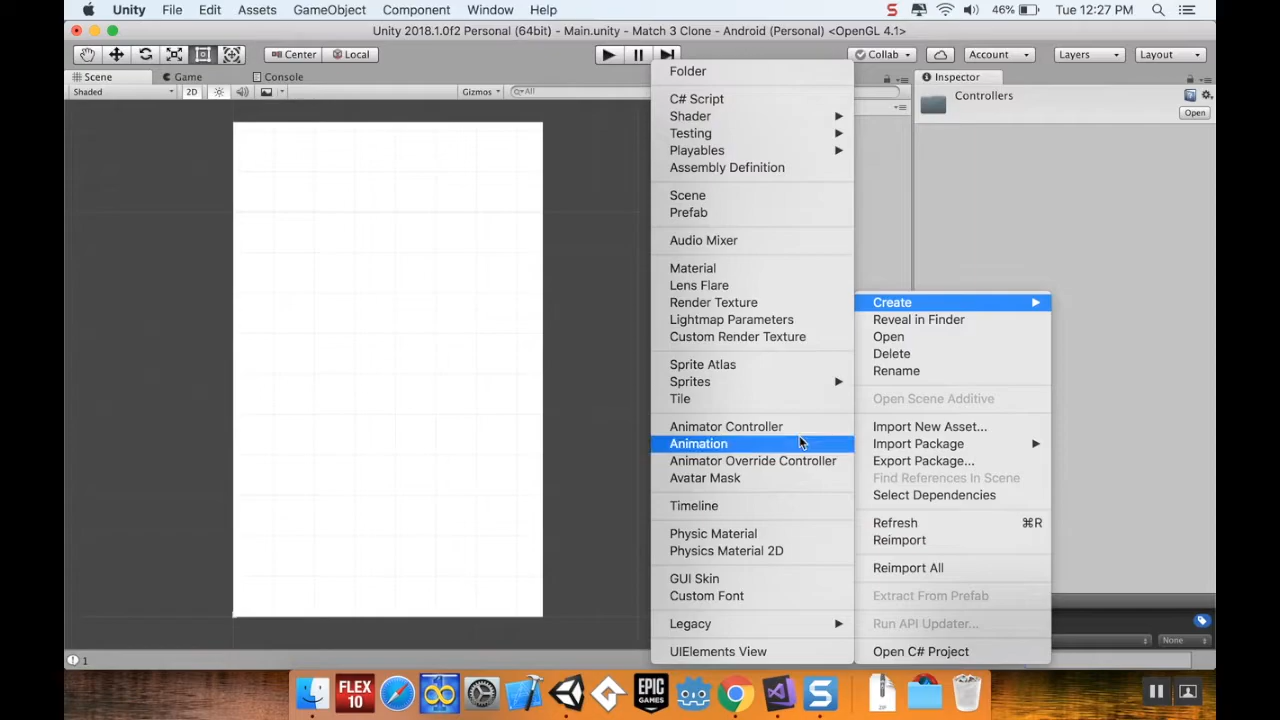 Unity File Edit Assets GameObject Component Window Help S 46% Tue 12:27 PM
Unity 2018.1.0f2 Personal (64bit) - Main.unity - Match 3 Clone - Android (Personal) <OpenGL 4.1>
Center Local Collab Account Layers Layout
Scene Game Console Inspector
Shaded 2D Gizmos All
Controllers
Open
Folder
C# Script
Shader
Testing
Playables
Assembly Definition
Scene
Prefab
Audio Mixer
Material
Lens Flare
Render Texture
Lightmap Parameters
Custom Render Texture
Sprite Atlas
Sprites
Tile
Animator Controller
Animation
Animator Override Controller
Avatar Mask
Timeline
Physic Material
Physics Material 2D
GUI Skin
Custom Font
Legacy
UIElements View
Create
Reveal in Finder
Open
Delete
Rename
Open Scene Additive
Import New Asset...
Import Package
Export Package...
Find References In Scene
Select Dependencies
Refresh ⌘R
Reimport
Reimport All
Extract From Prefab
Run API Updater...
Open C# Project
None
1
FLEX
10
EPIC
GAMES
S
ZIP